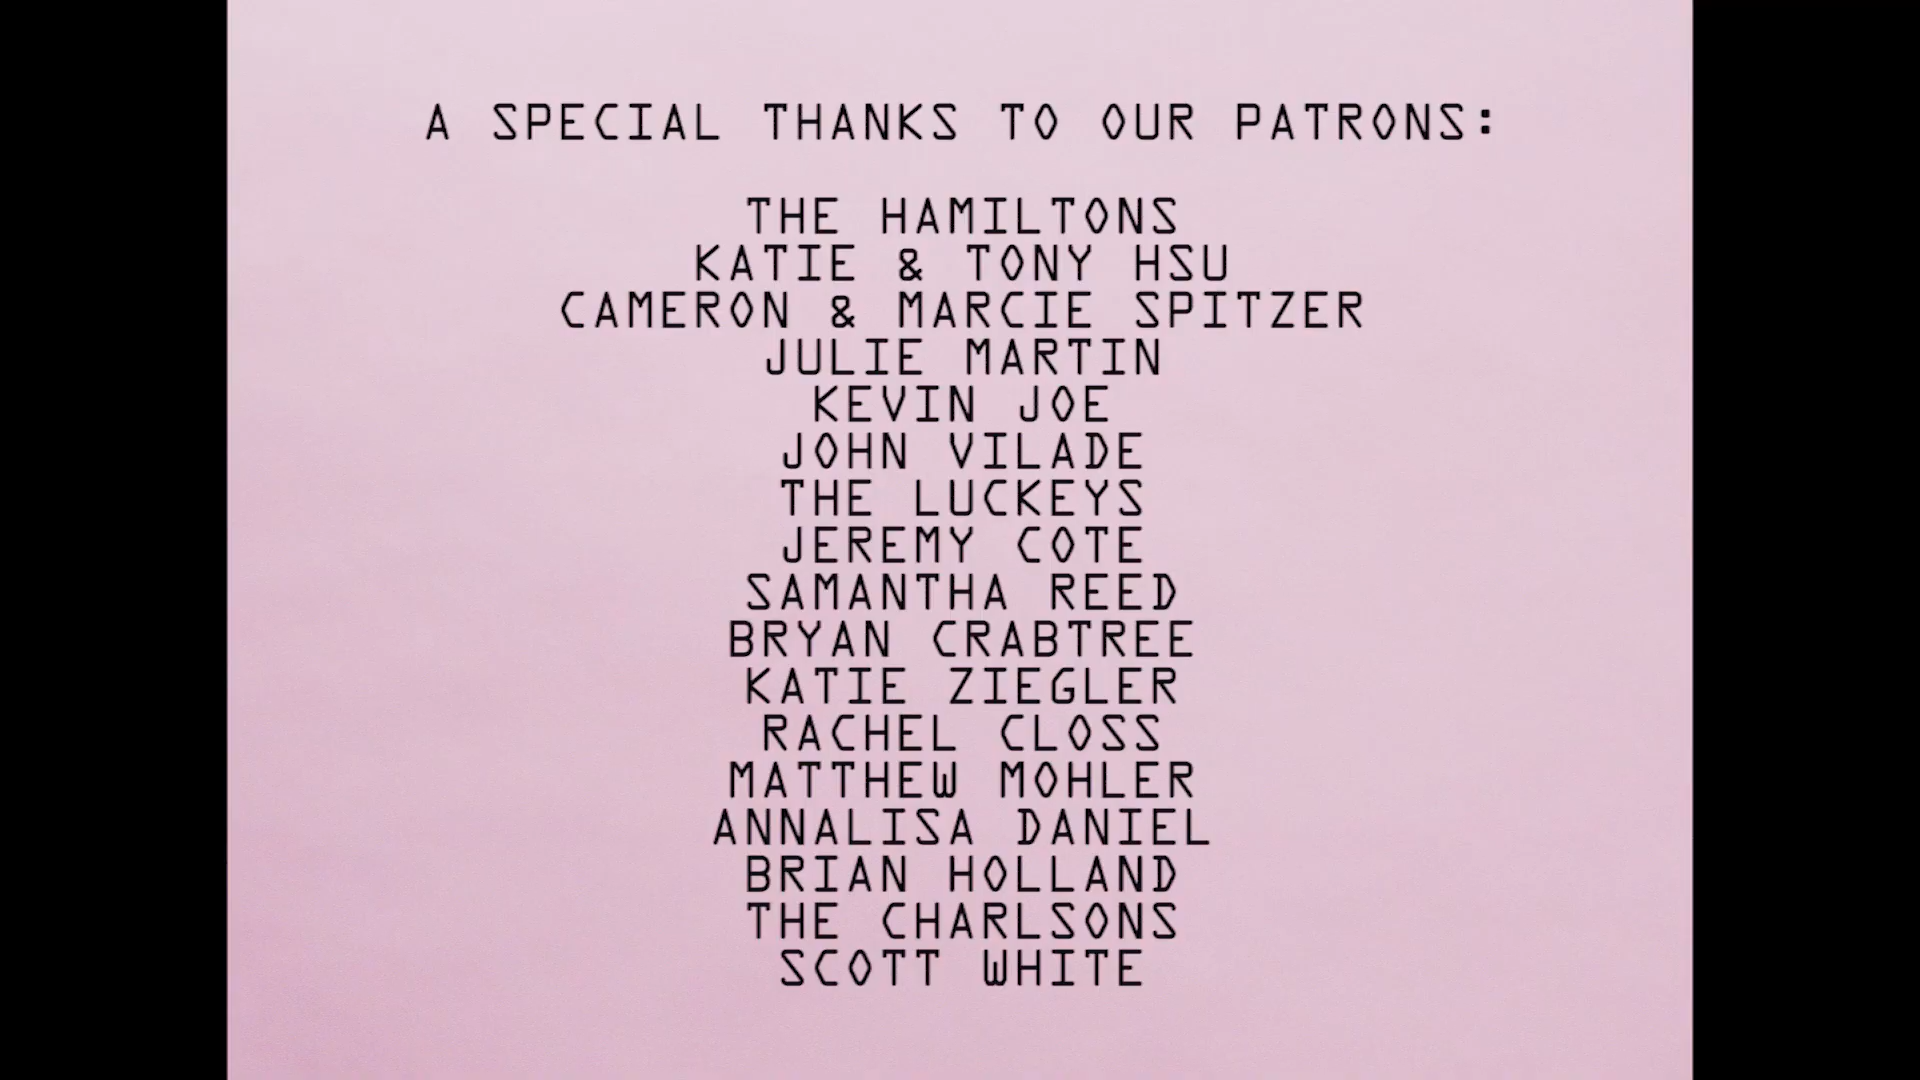 A SPECIAL THANKS TO OUR PATRONS:
THE HAMILTONS
KATIE & TONY HSU
CAMERON & MARCIE SPITZER
JULIE MARTIN
KEVIN JOE
JOHN VILADE
THE LUCKEYS
JEREMY COTE
SAMANTHA REED
BRYAN CRABTREE
KATIE ZIEGLER
RACHEL CLOSS
MATTHEW MOHLER
ANNALISA DANIEL
BRIAN HOLLAND
THE CHARLSONS
SCOTT WHITE